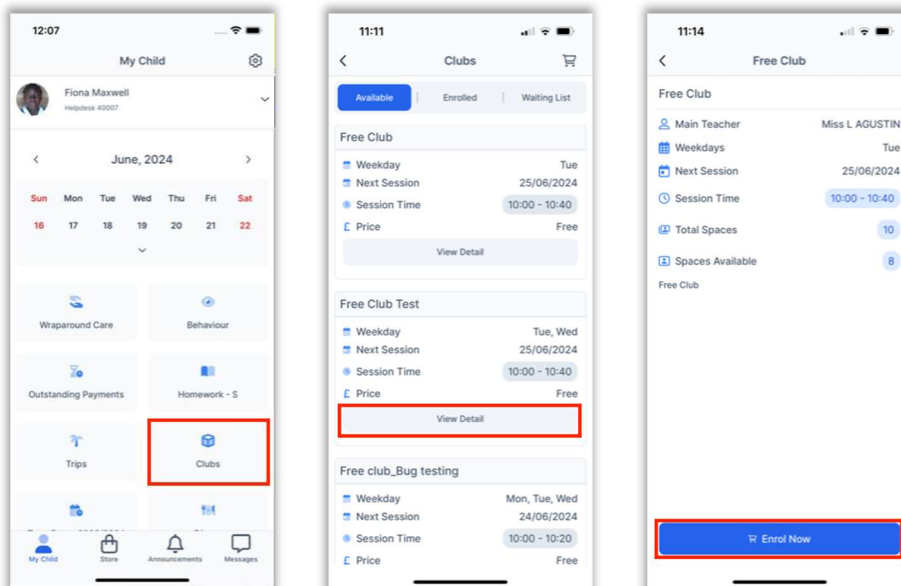 12:07
My Child
Fiona Maxwell
Helpdesk 40007
June, 2024
Sun Mon Tue Wed Thu Fri Sat
16 17 18 19 20 21 22
Wraparound Care
Behaviour
Outstanding Payments
Homework - S
Trips
Clubs
My Child
Store
Announcements
Messages
11:11
Clubs
Available
Enrolled
Waiting List
Free Club
Weekday Tue
Next Session 25/06/2024
Session Time 10:00 - 10:40
£ Price Free
View Detail
Free Club Test
Weekday Tue, Wed
Next Session 25/06/2024
Session Time 10:00 - 10:40
£ Price Free
View Detail
Free club_Bug testing
Weekday Mon, Tue, Wed
Next Session 24/06/2024
Session Time 10:00 - 10:20
£ Price Free
11:14
Free Club
Free Club
Main Teacher Miss L AGUSTIN
Weekdays Tue
Next Session 25/06/2024
Session Time 10:00 - 10:40
Total Spaces 10
Spaces Available 8
Free Club
Enrol Now